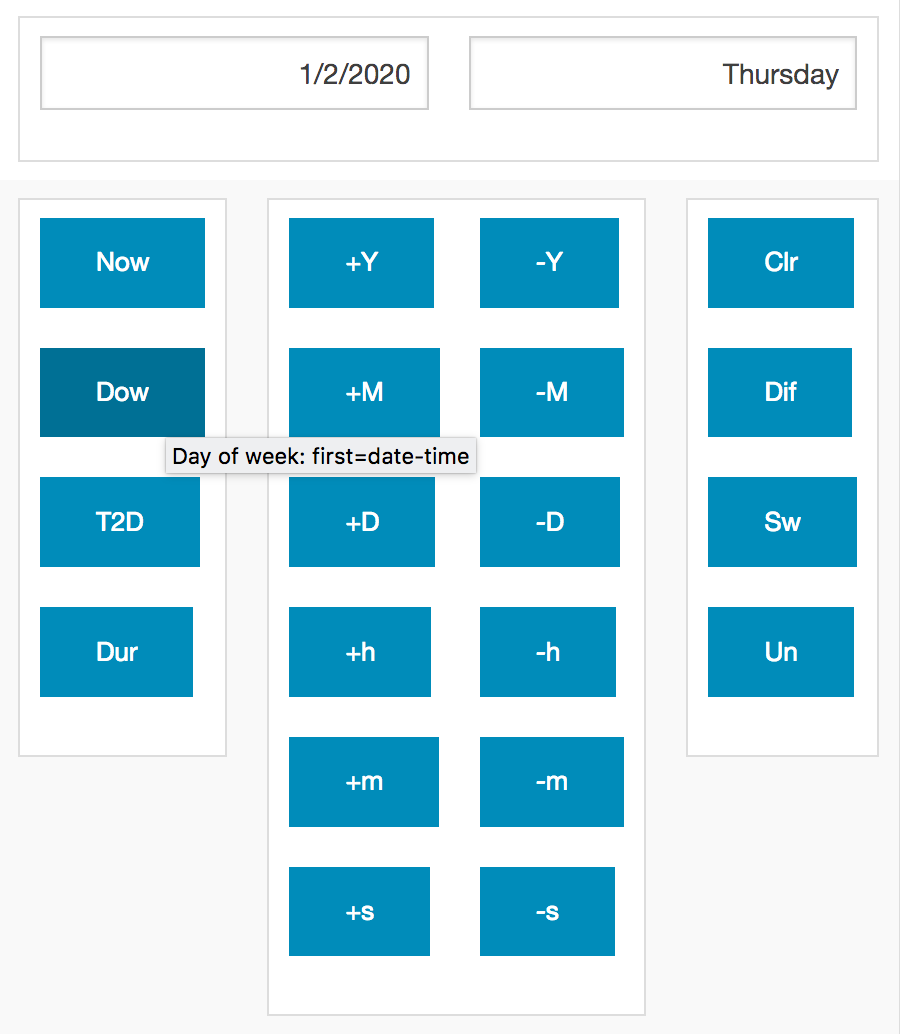 1/2/2020 Thursday
Now +Y -Y Clr
Dow +M -M Dif
Day of week: first=date-time
T2D +D -D Sw
Dur +h -h Un
+m -m
+s -s